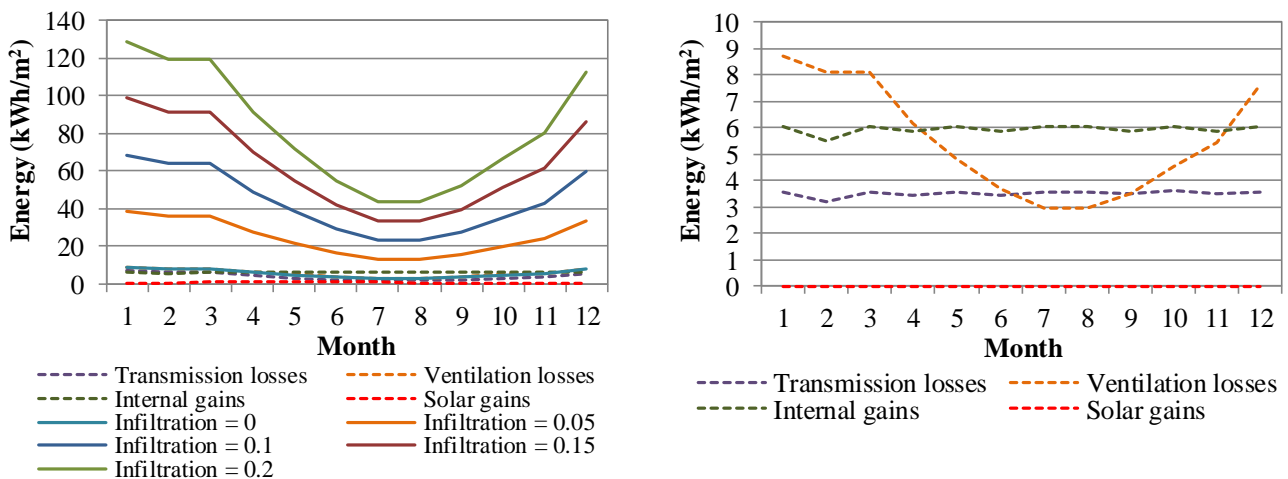 Energy (kWh/m²)
140
120
100
80
60
40
20
0
1 2 3 4 5 6 7 8 9 10 11 12
Month
Transmission losses Ventilation losses
Internal gains Solar gains
Infiltration = 0 Infiltration = 0.05
Infiltration = 0.1 Infiltration = 0.15
Infiltration = 0.2
Energy (kWh/m²)
10
9
8
7
6
5
4
3
2
1
0
1 2 3 4 5 6 7 8 9 10 11 12
Month
Transmission losses Ventilation losses
Internal gains Solar gains